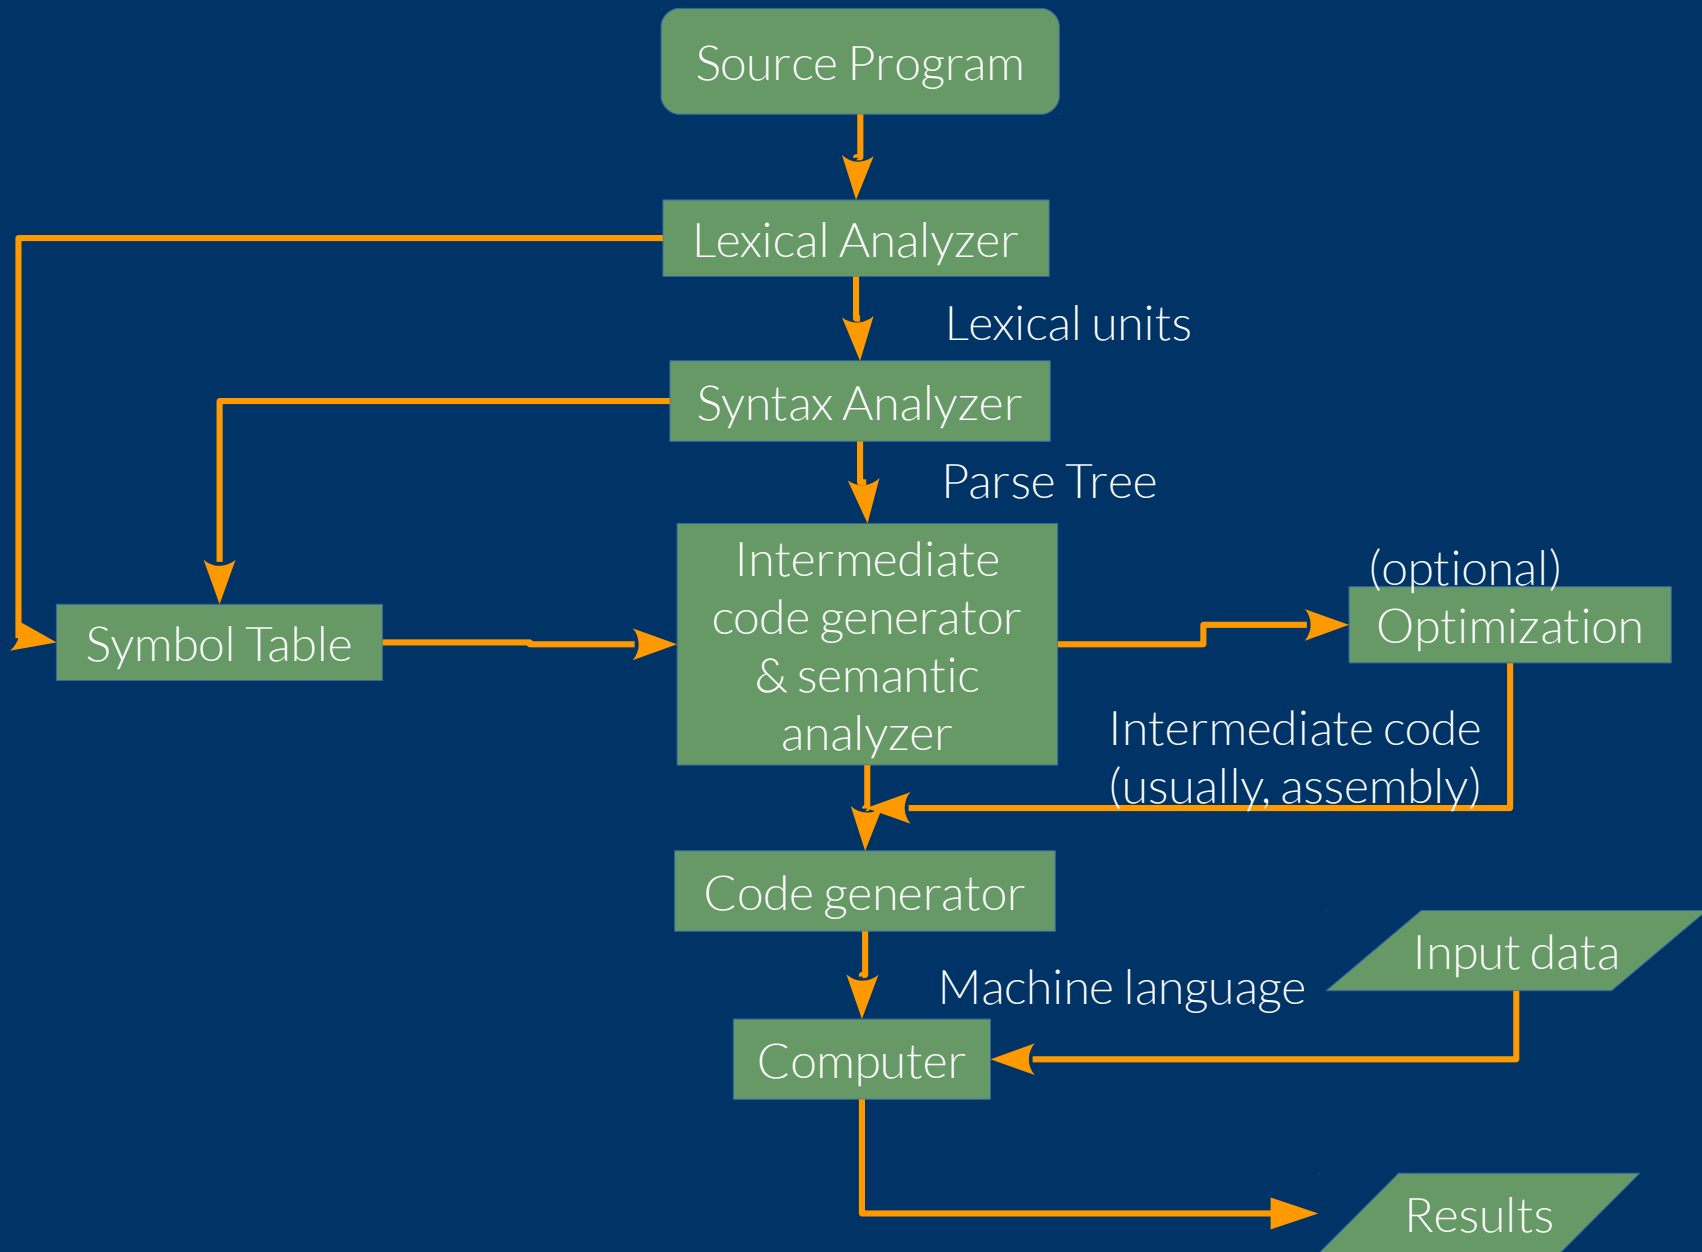 Source Program
Lexical Analyzer
Lexical units
Syntax Analyzer
Parse Tree
Intermediate
code generator
& semantic
analyzer
Symbol Table
(optional)
Optimization
Intermediate code
(usually, assembly)
Code generator
Input data
Machine language
Computer
Results